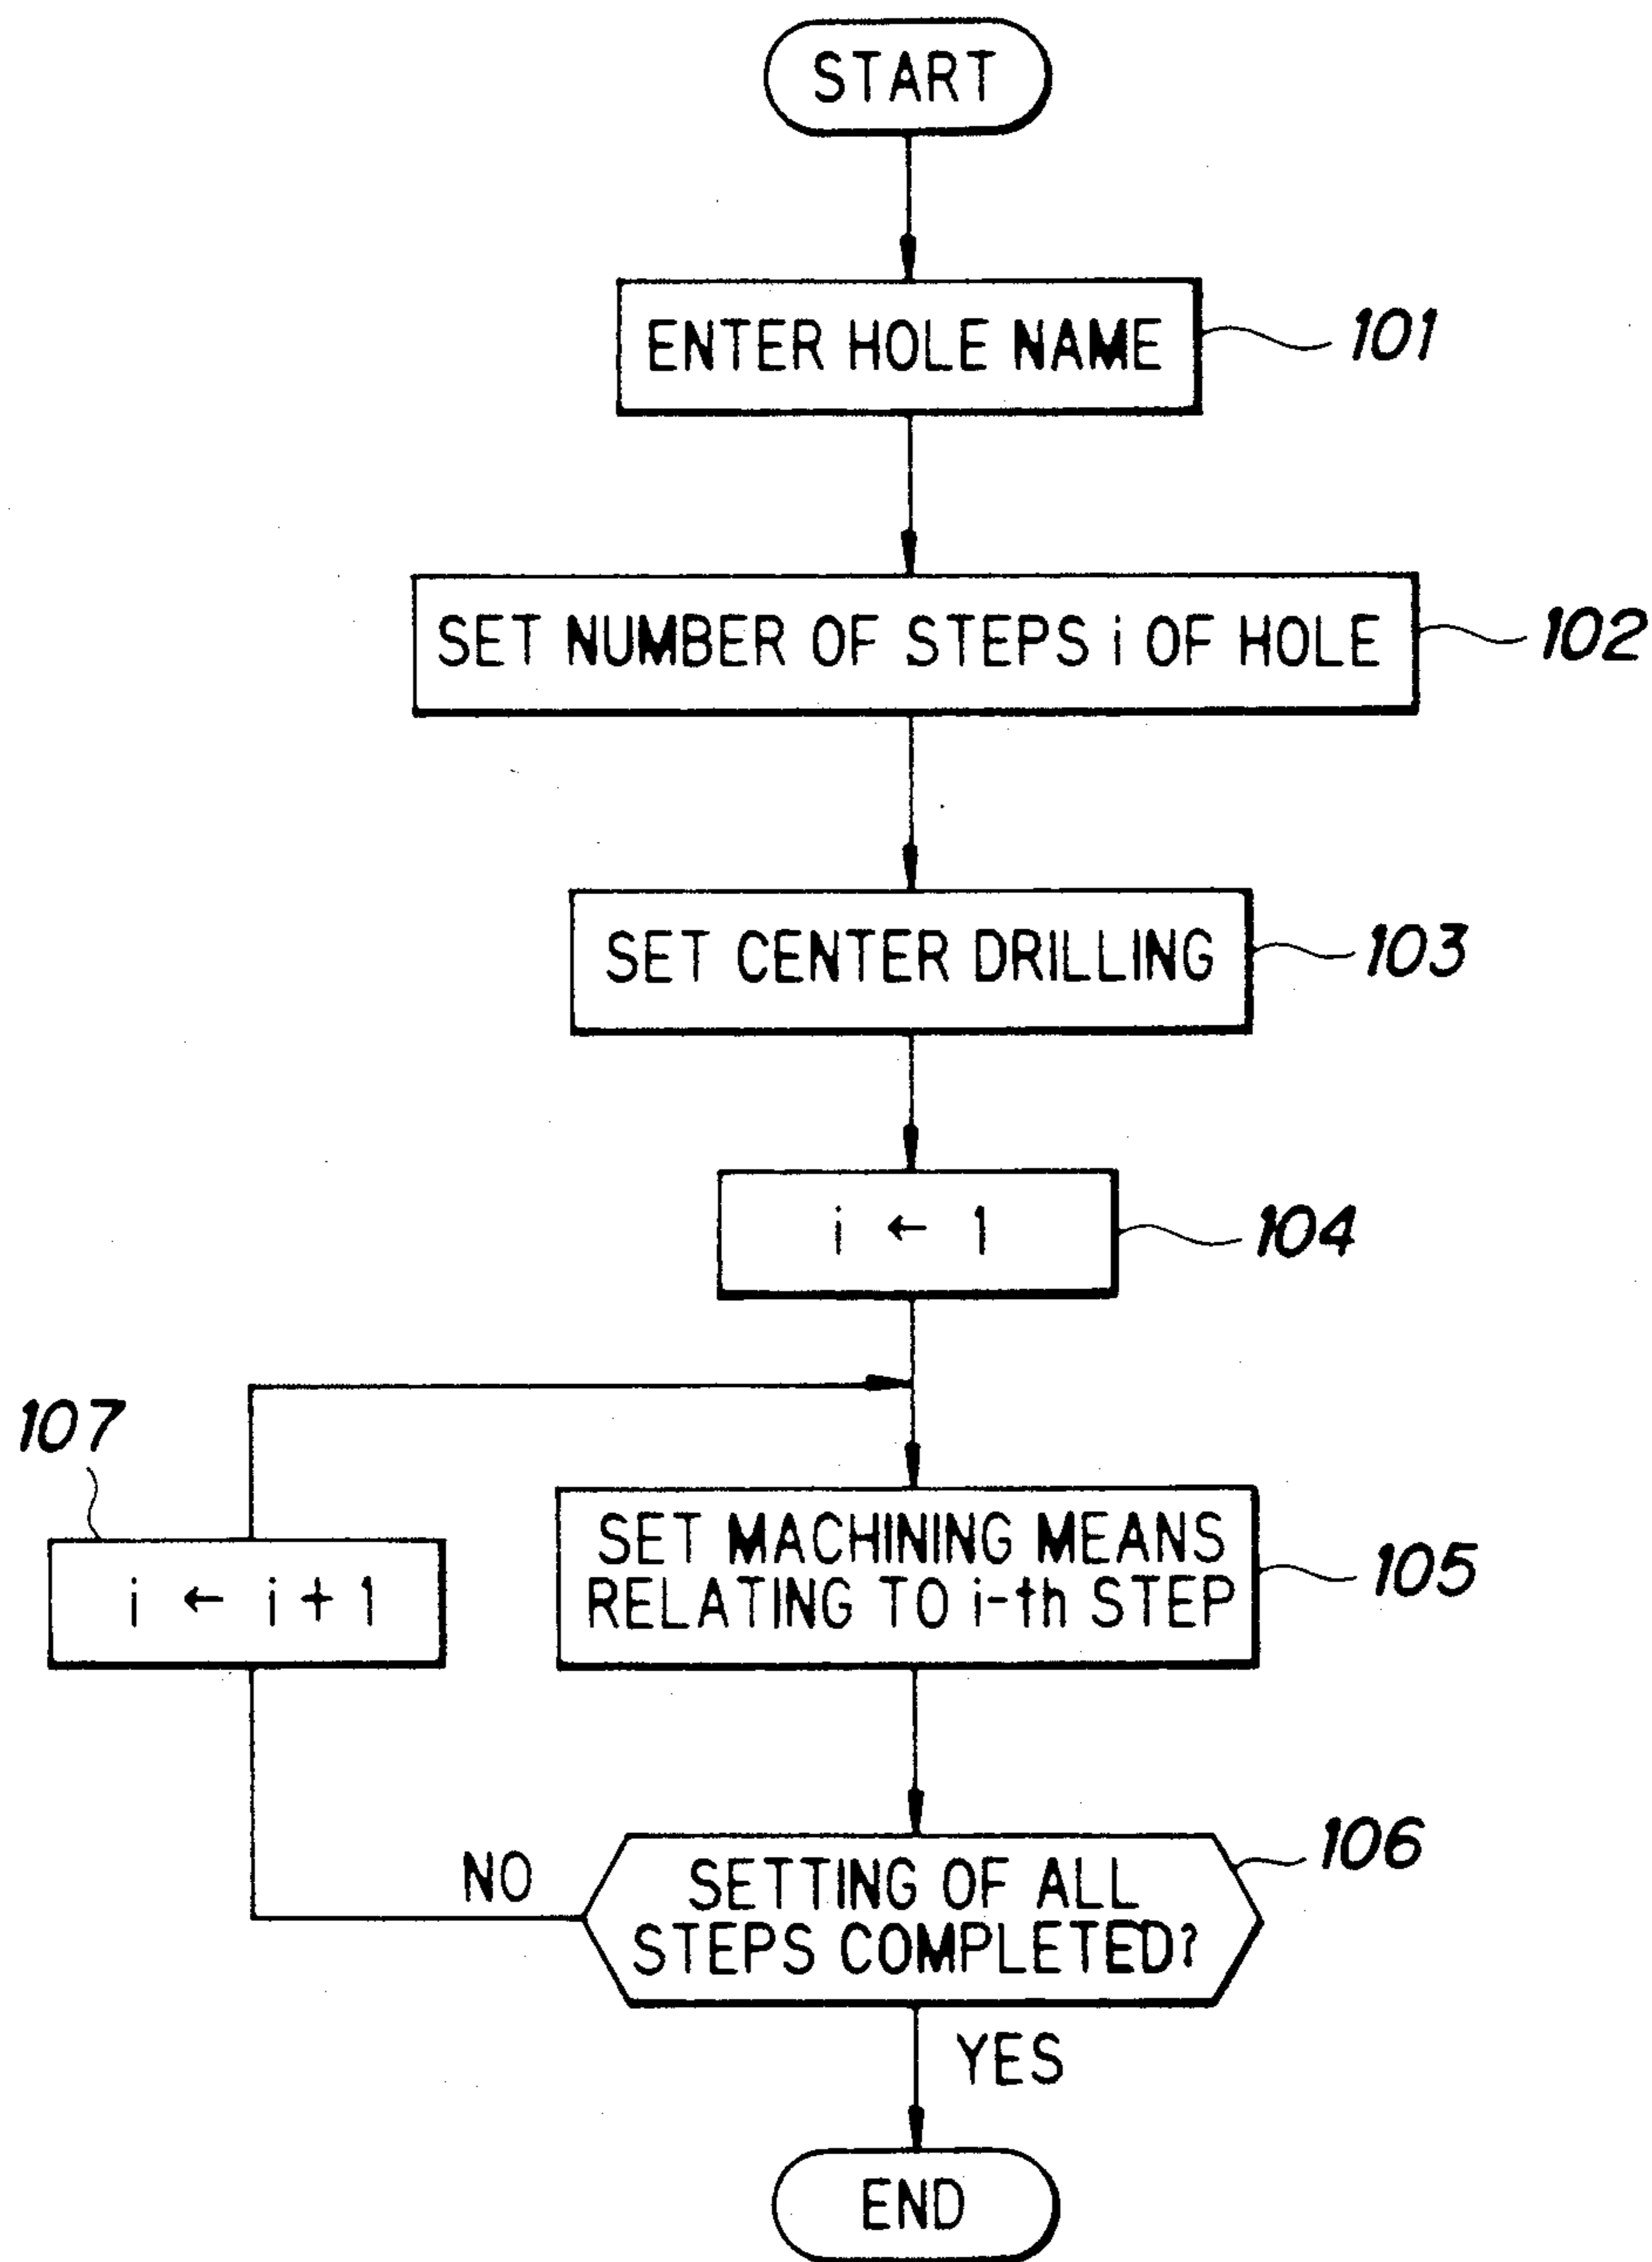 START
ENTER HOLE NAME
101
SET NUMBER OF STEPS i OF HOLE
102
SET CENTER DRILLING
103
i ← 1
104
107
i ← i + 1
SET MACHINING MEANS
RELATING TO i-th STEP
105
NO
SETTING OF ALL
STEPS COMPLETED?
106
YES
END